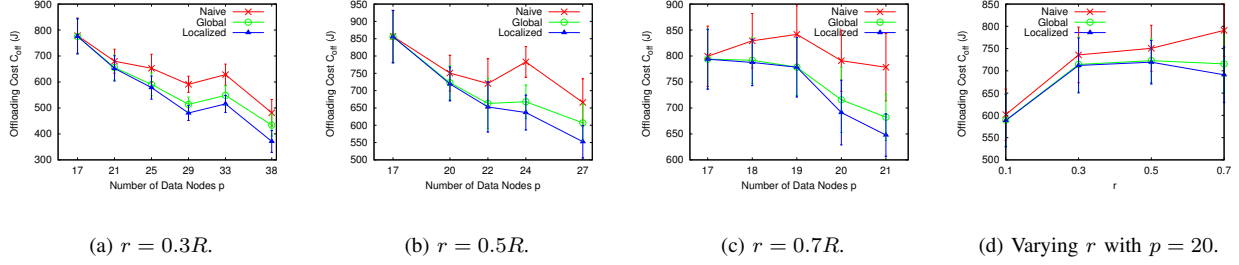 Offloading Cost C_off (J)
900
800
700
600
500
400
300
Naive
Global
Localized
17 21 25 29 33 38
Number of Data Nodes p
(a) r = 0.3R.
Offloading Cost C_off (J)
950
900
850
800
750
700
650
600
550
500
Naive
Global
Localized
17 20 22 24 27
Number of Data Nodes p
(b) r = 0.5R.
Offloading Cost C_off (J)
900
850
800
750
700
650
600
Naive
Global
Localized
17 18 19 20 21
Number of Data Nodes p
(c) r = 0.7R.
Offloading Cost C_off (J)
850
800
750
700
650
600
550
500
Naive
Global
Localized
0.1 0.3 0.5 0.7
r
(d) Varying r with p = 20.